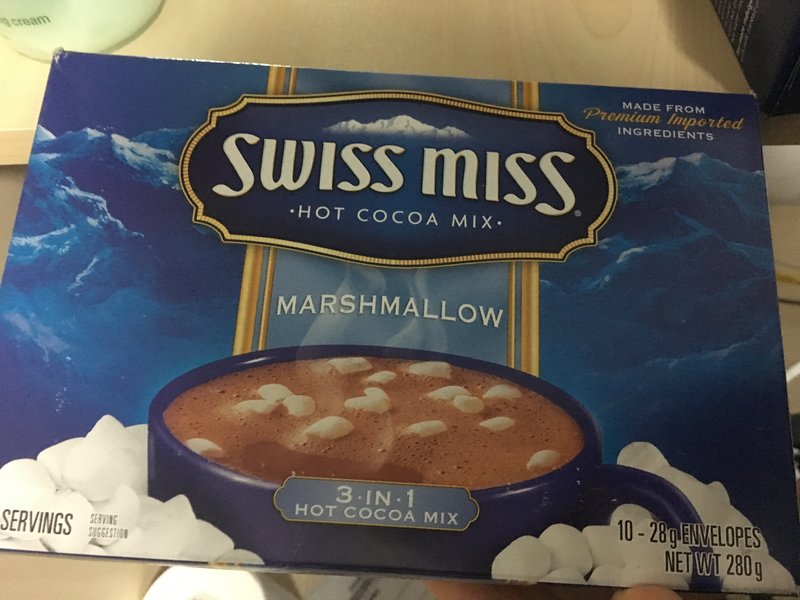 g cream
MADE FROM
Premium Imported
INGREDIENTS
SWISS MISS®
·HOT COCOA MIX·
MARSHMALLOW
3·IN·1
HOT COCOA MIX
SERVINGS
SERVING
SUGGESTION
10 - 28g ENVELOPES
NET WT 280g